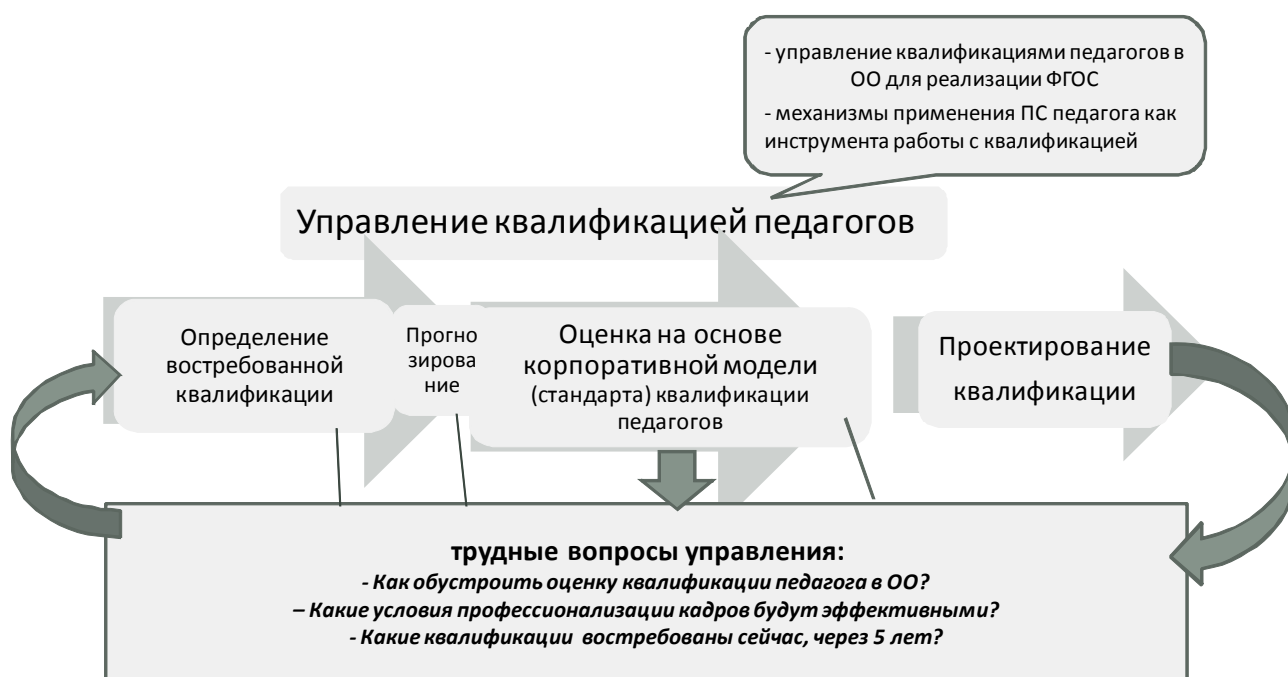 - управление квалификациями педагогов в
ОО для реализации ФГОС
- механизмы применения ПС педагога как
инструмента работы с квалификацией
Управление квалификацией педагогов
Определение
востребованной
квалификации
Прогно
зирова
ние
Оценка на основе
корпоративной модели
(стандарта) квалификации
педагогов
Проектирование
квалификации
трудные вопросы управления:
- Как обустроить оценку квалификации педагога в ОО?
– Какие условия профессионализации кадров будут эффективными?
- Какие квалификации востребованы сейчас, через 5 лет?